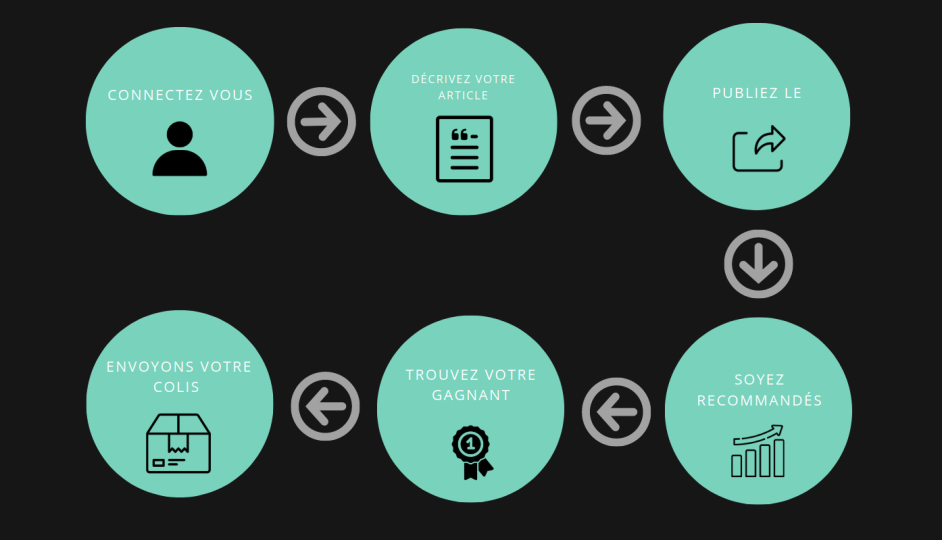 CONNECTEZ VOUS
DÉCRIVEZ VOTRE
ARTICLE
PUBLIEZ LE
SOYEZ
RECOMMANDÉS
TROUVEZ VOTRE
GAGNANT
1
ENVOYONS VOTRE
COLIS